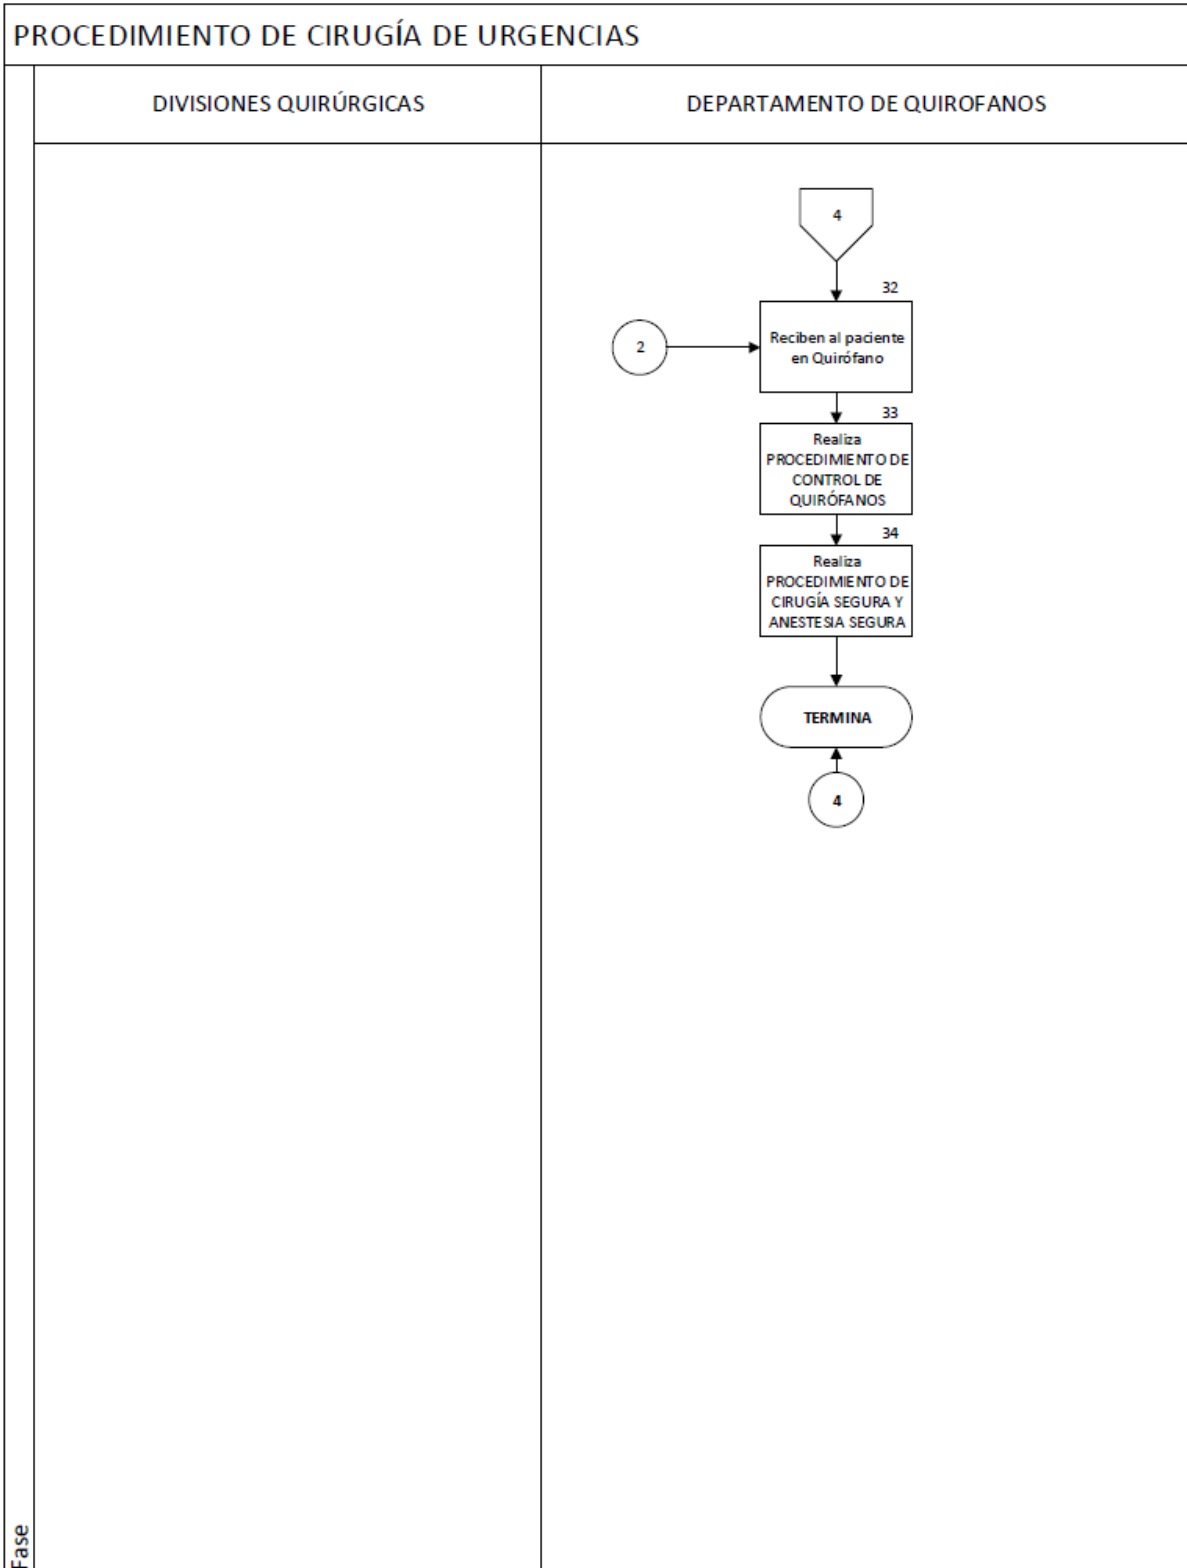 PROCEDIMIENTO DE CIRUGÍA DE URGENCIAS
DIVISIONES QUIRÚRGICAS
DEPARTAMENTO DE QUIROFANOS
4
32
Reciben al paciente
en Quirófano
2
33
Realiza
PROCEDIMIENTO DE
CONTROL DE
QUIRÓFANOS
34
Realiza
PROCEDIMIENTO DE
CIRUGÍA SEGURA Y
ANESTESIA SEGURA
TERMINA
4
Fase